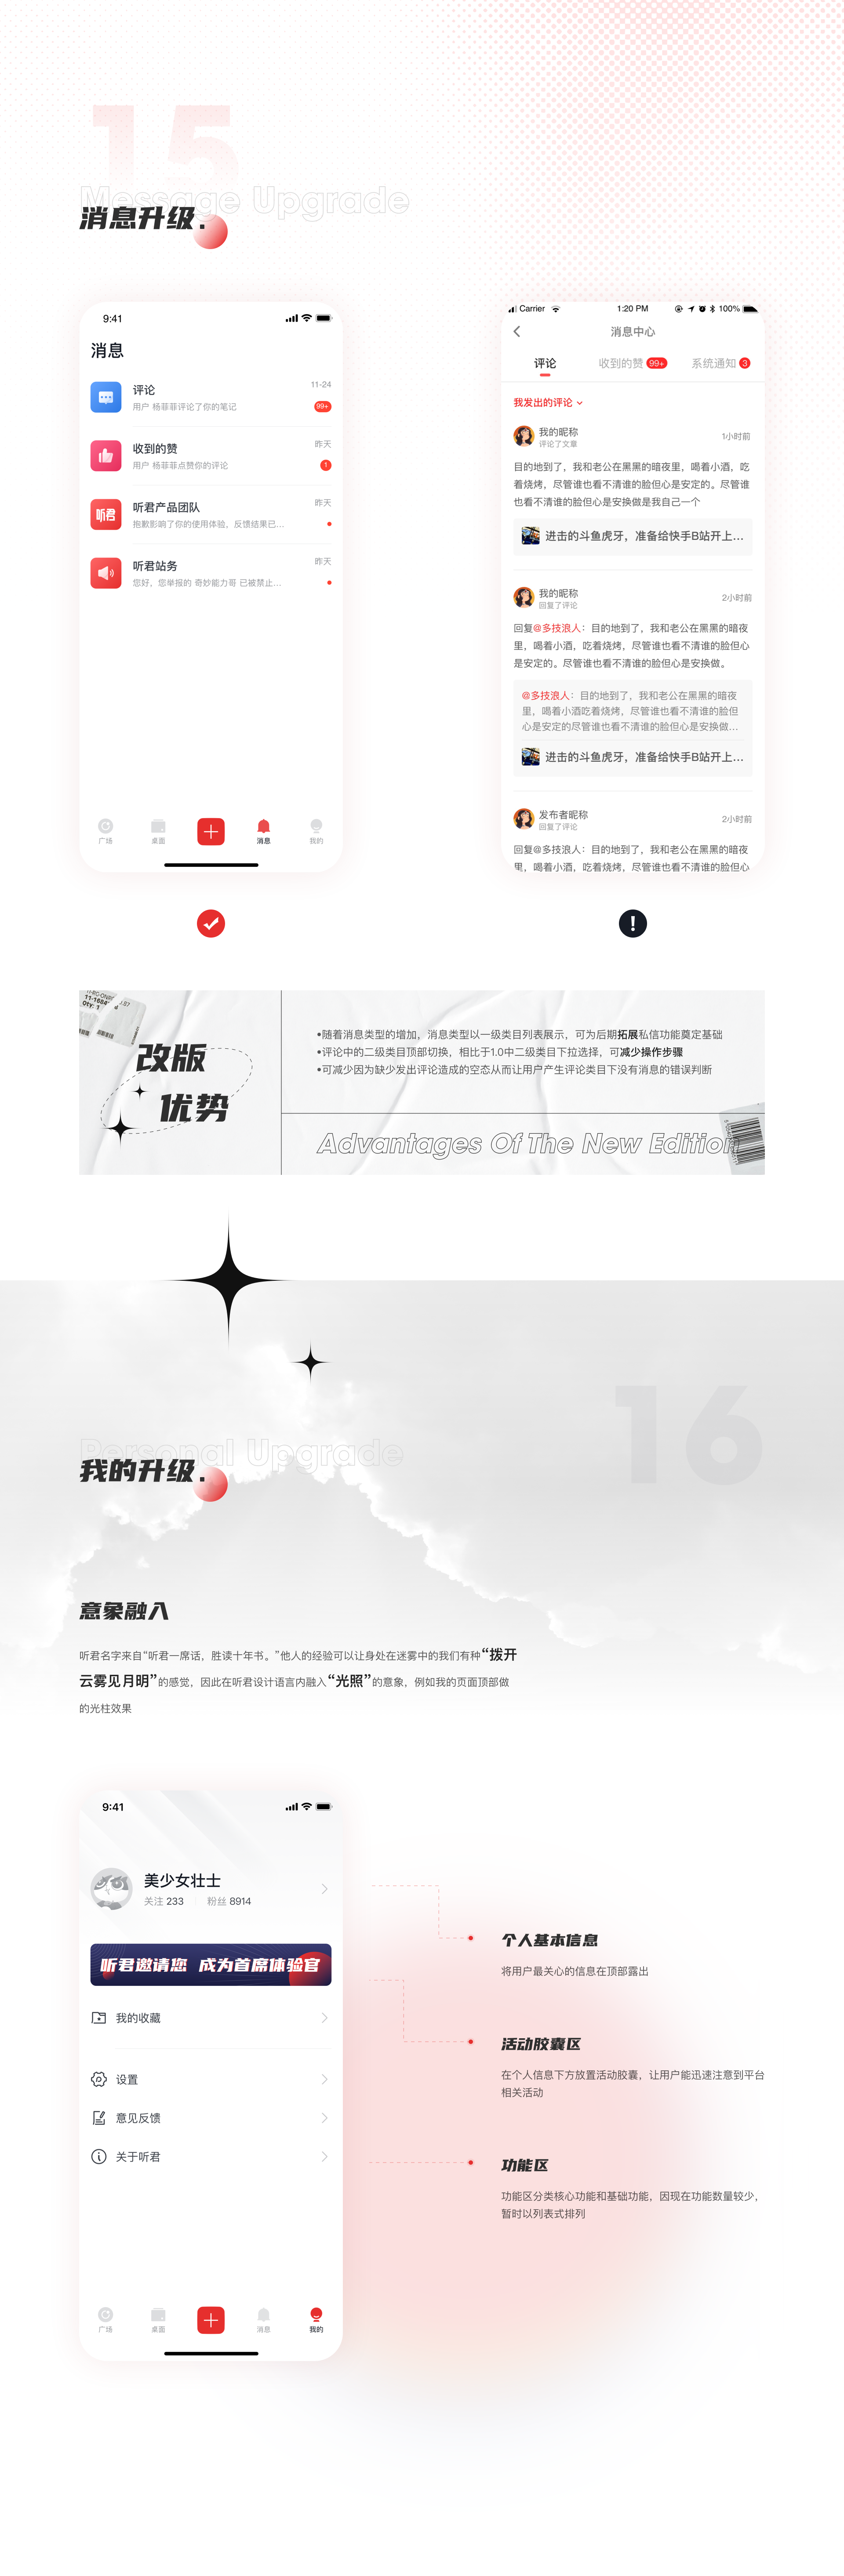 15
Message Upgrade
消息升级.
9:41
消息
评论
11-24
用户 杨菲菲评论了你的笔记
99+
收到的赞
昨天
用户 杨菲菲点赞你的评论
1
听君
听君产品团队
昨天
抱歉影响了你的使用体验，反馈结果已...
听君站务
昨天
您好，您举报的 奇妙能力哥 已被禁止...
广场
桌面
消息
我的
Carrier
1:20 PM
100%
消息中心
评论
收到的赞 99+
系统通知 3
我发出的评论
我的昵称
评论了文章
1小时前
目的地到了，我和老公在黑黑的暗夜里，喝着小酒，吃
着烧烤，尽管谁也看不清谁的脸但心是安定的。尽管谁
也看不清谁的脸但心是安换做是我自己一个
进击的斗鱼虎牙，准备给快手B站开上...
我的昵称
回复了评论
2小时前
回复@多技浪人：目的地到了，我和老公在黑黑的暗夜
里，喝着小酒，吃着烧烤，尽管谁也看不清谁的脸但心
是安定的。尽管谁也看不清谁的脸但心是安换做。
@多技浪人：目的地到了，我和老公在黑黑的暗夜
里，喝着小酒吃着烧烤，尽管谁也看不清谁的脸但
心是安定的尽管谁也看不清谁的脸但心是安换做...
进击的斗鱼虎牙，准备给快手B站开上...
发布者昵称
回复了评论
2小时前
回复@多技浪人：目的地到了，我和老公在黑黑的暗夜
里，喝着小酒，吃着烧烤，尽管谁也看不清谁的脸但心
改版
优势
•随着消息类型的增加，消息类型以一级类目列表展示，可为后期拓展私信功能奠定基础
•评论中的二级类目顶部切换，相比于1.0中二级类目下拉选择，可减少操作步骤
•可减少因为缺少发出评论造成的空态从而让用户产生评论类目下没有消息的错误判断
Advantages Of The New Edition
16
Personal Upgrade
我的升级.
意象融入
听君名字来自“听君一席话，胜读十年书。”他人的经验可以让身处在迷雾中的我们有种“拨开
云雾见月明”的感觉，因此在听君设计语言内融入“光照”的意象，例如我的页面顶部做
的光柱效果
9:41
美少女壮士
关注 233
粉丝 8914
听君邀请您 成为首席体验官
我的收藏
设置
意见反馈
关于听君
广场
桌面
消息
我的
个人基本信息
将用户最关心的信息在顶部露出
活动胶囊区
在个人信息下方放置活动胶囊，让用户能迅速注意到平台
相关活动
功能区
功能区分类核心功能和基础功能，因现在功能数量较少，
暂时以列表式排列